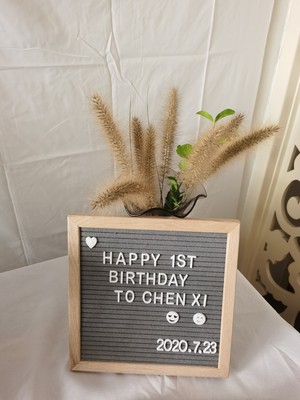 HAPPY 1ST
BIRTHDAY
TO CHEN XI
2020.7.23